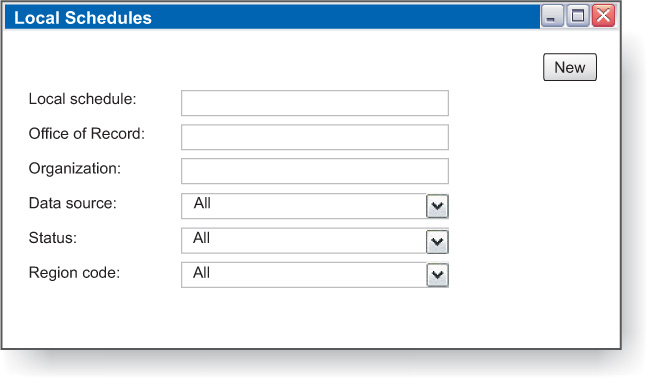 Local Schedules
New
Local schedule:
Office of Record:
Organization:
Data source: All
Status: All
Region code: All